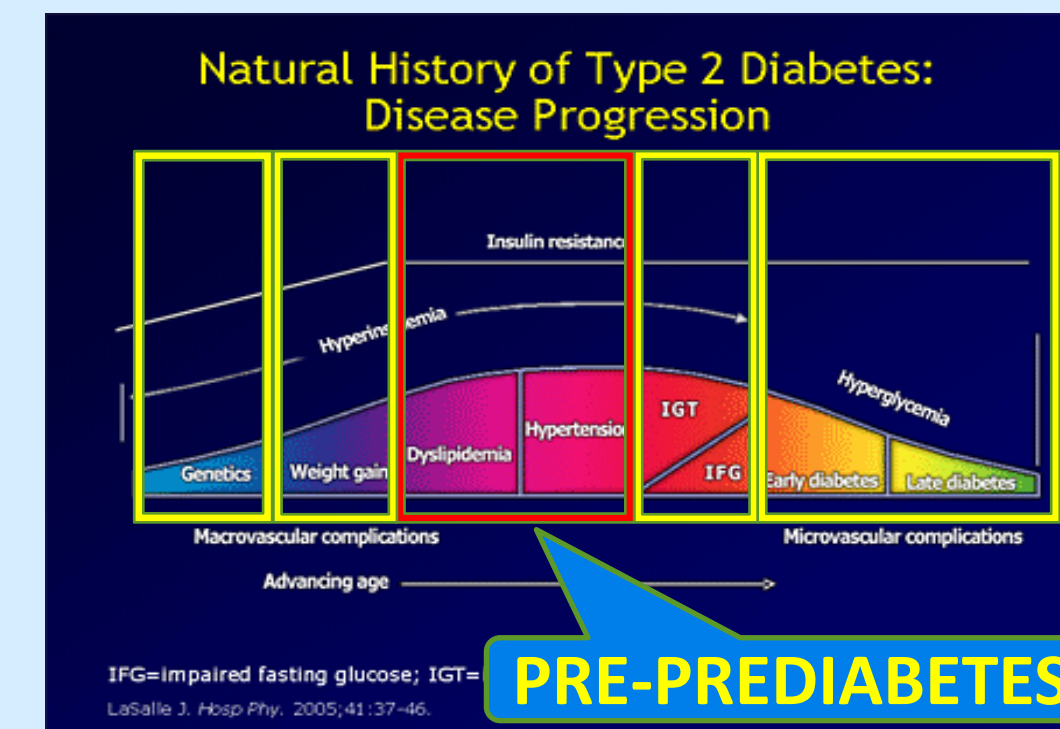 Natural History of Type 2 Diabetes:
Disease Progression
Insulin resistanc
Hyperins emia
Hyperglycemia
IGT
Hypertensio
Dyslipidemia
Genetics
Weight gain
IFG
Early diabetes
Late diabetes
Macrovascular complications
Microvascular complications
Advancing age
IFG=impaired fasting glucose; IGT=
PRE-PREDIABETES
LaSalle J. Hosp Phy. 2005;41:37-46.